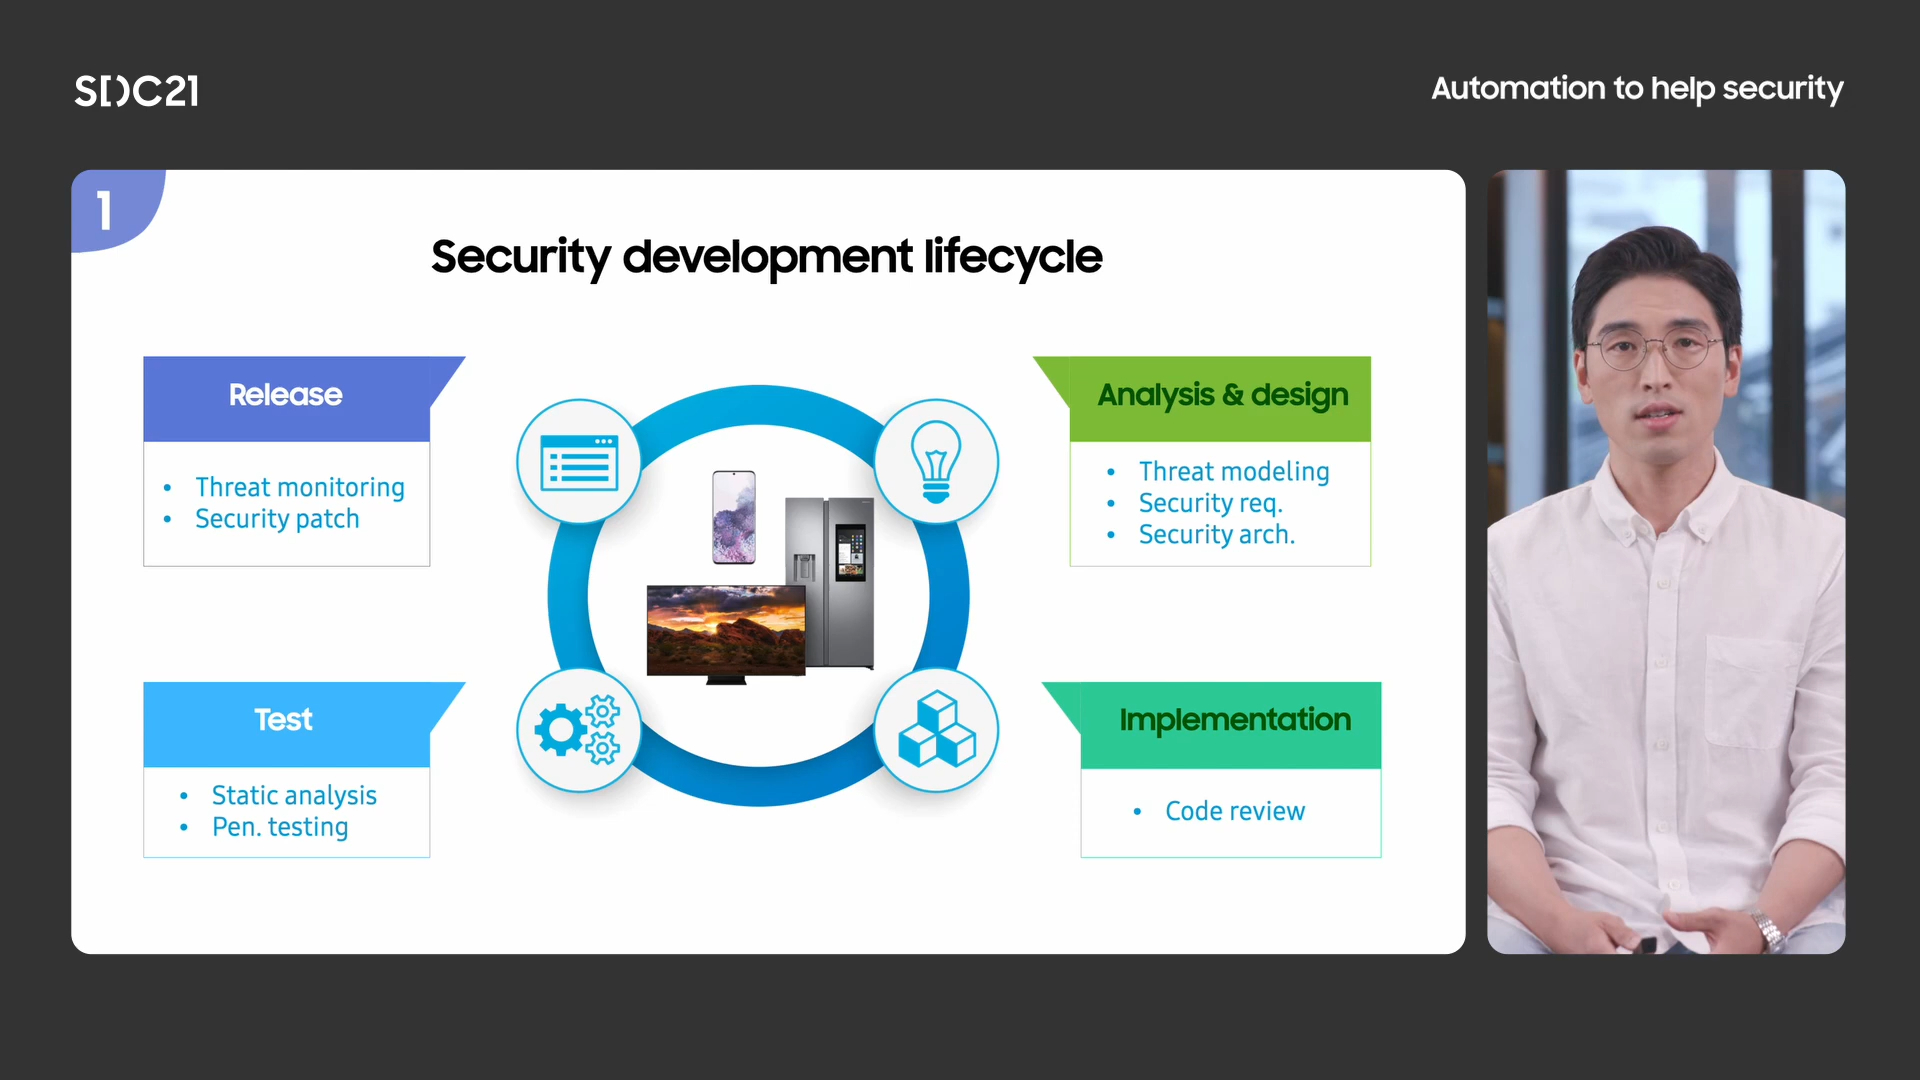 SDC21
Automation to help security
1
Security development lifecycle
Release
• Threat monitoring
• Security patch
Analysis & design
• Threat modeling
• Security req.
• Security arch.
Test
• Static analysis
• Pen. testing
Implementation
• Code review